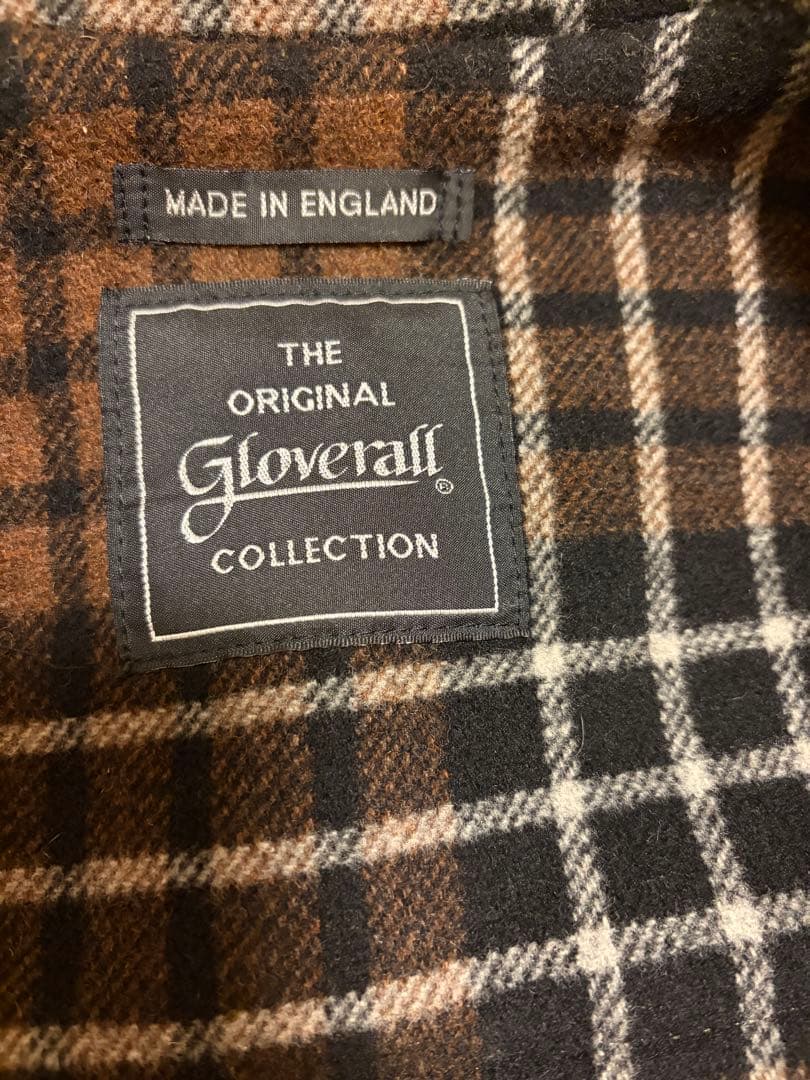 MADE IN ENGLAND
THE
ORIGINAL
Gloverall®
COLLECTION